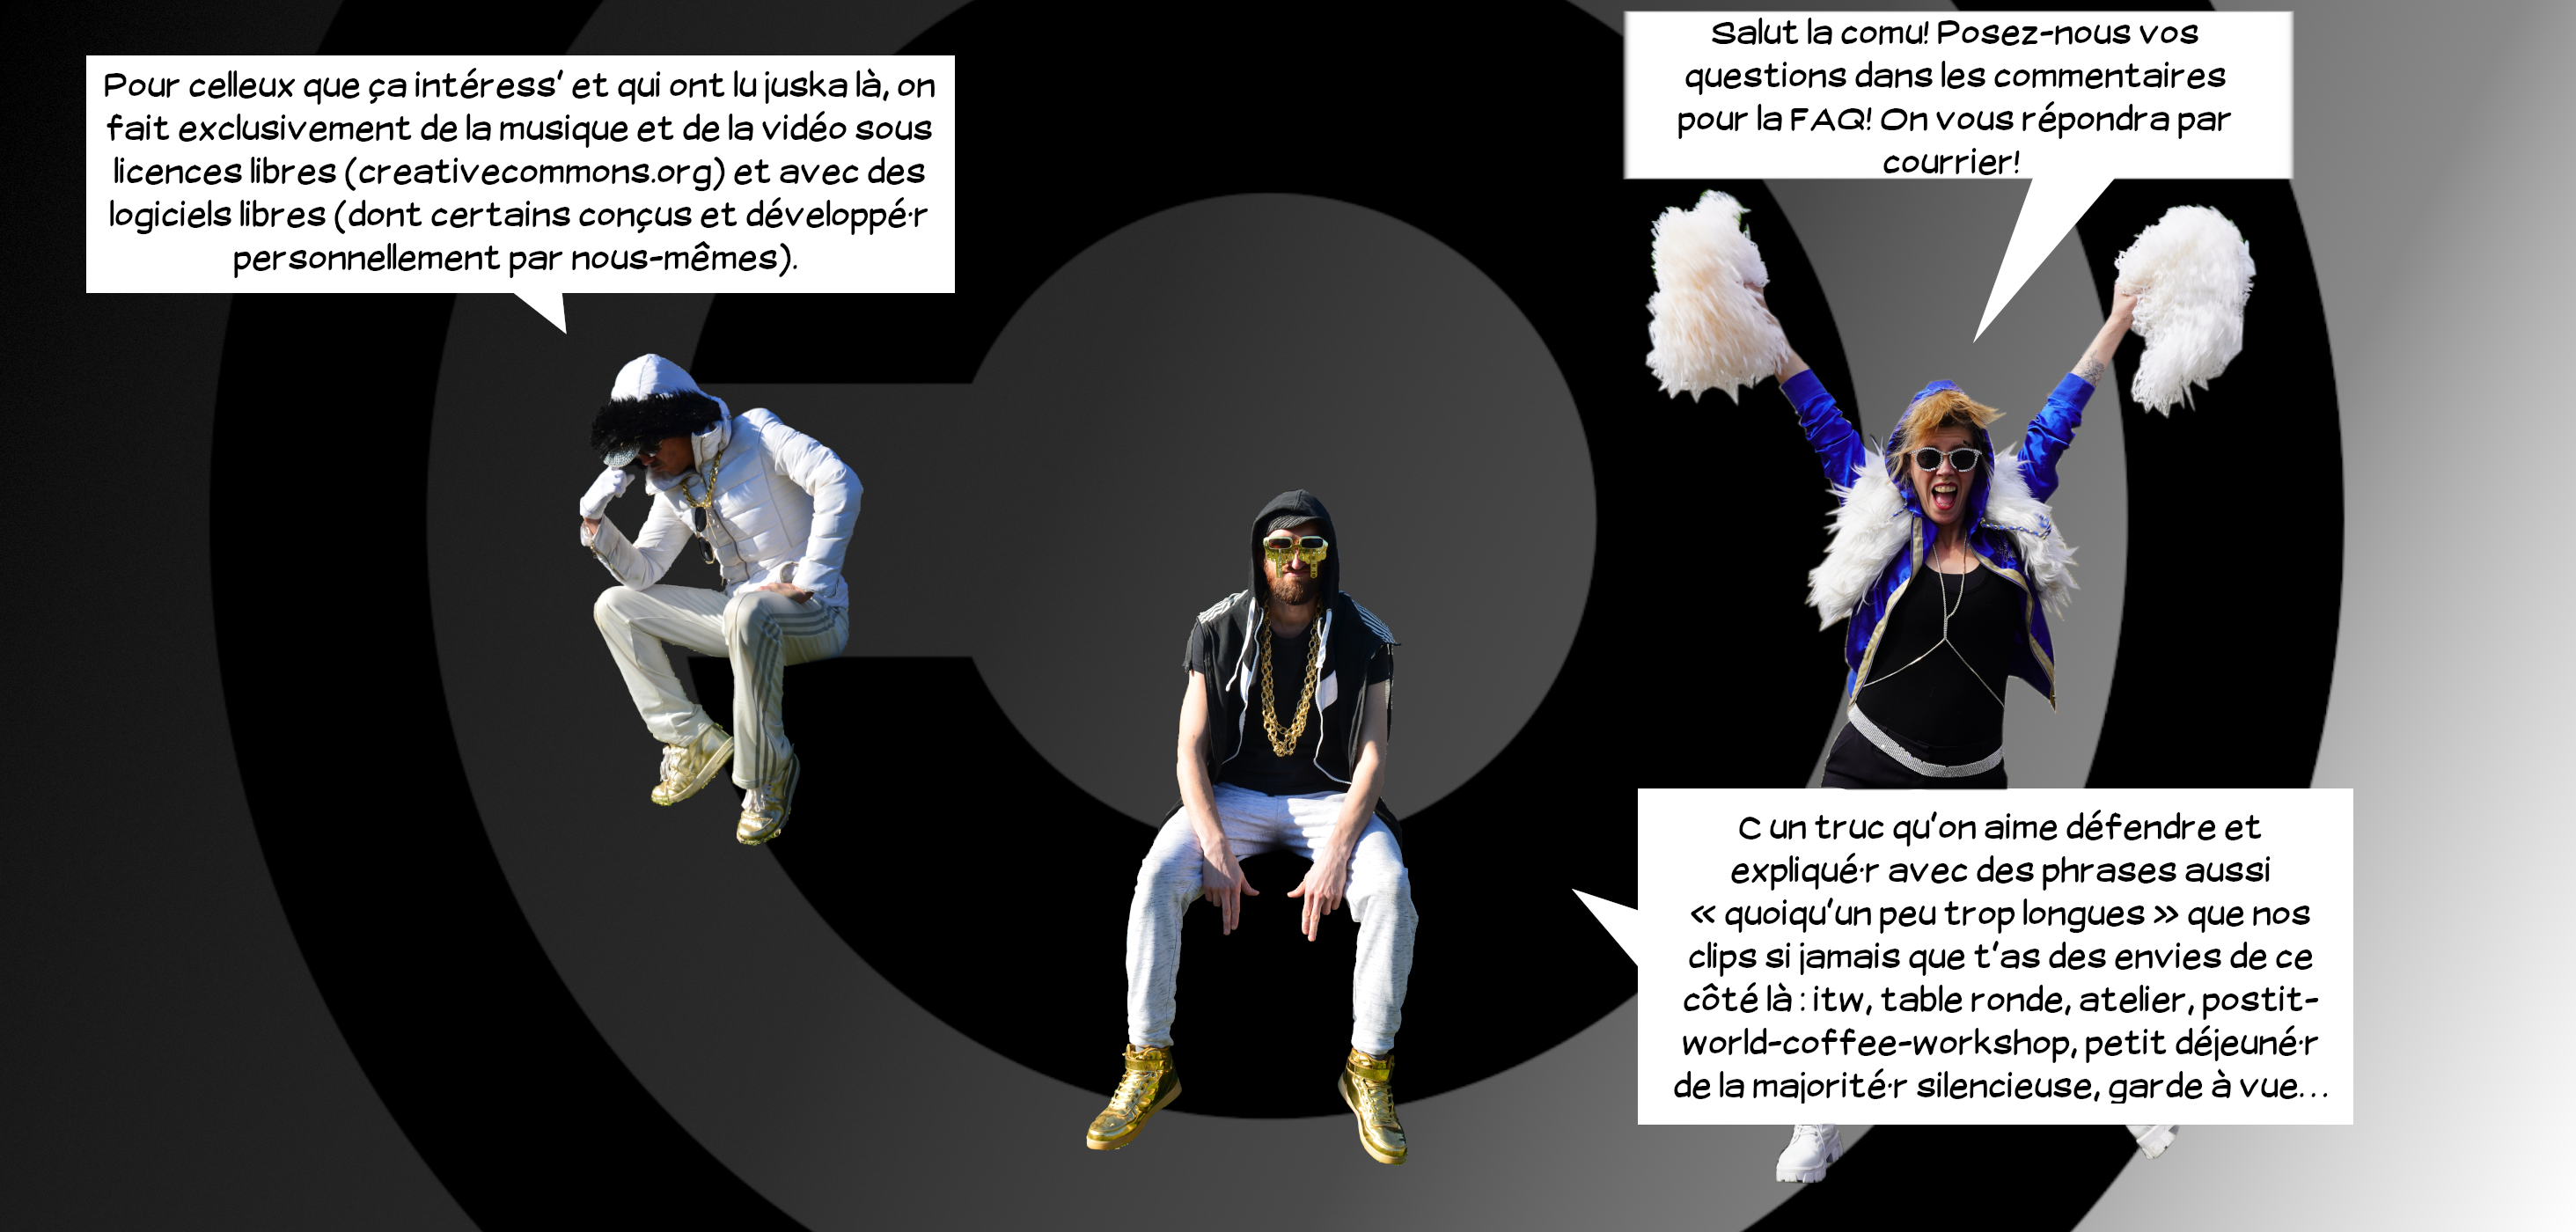 Pour celleux que ça intéress' et qui ont lu juska là, on
fait exclusivement de la musique et de la vidéo sous
licences libres (creativecommons.org) et avec des
logiciels libres (dont certains conçus et développé·r
personnellement par nous-mêmes).
Salut la comu! Posez-nous vos
questions dans les commentaires
pour la FAQ! On vous répondra par
courrier!
C un truc qu'on aime défendre et
expliqué·r avec des phrases aussi
« quoiqu'un peu trop longues » que nos
clips si jamais que t'as des envies de ce
côté là : itw, table ronde, atelier, postit-
world-coffee-workshop, petit déjeuné·r
de la majorité·r silencieuse, garde à vue...